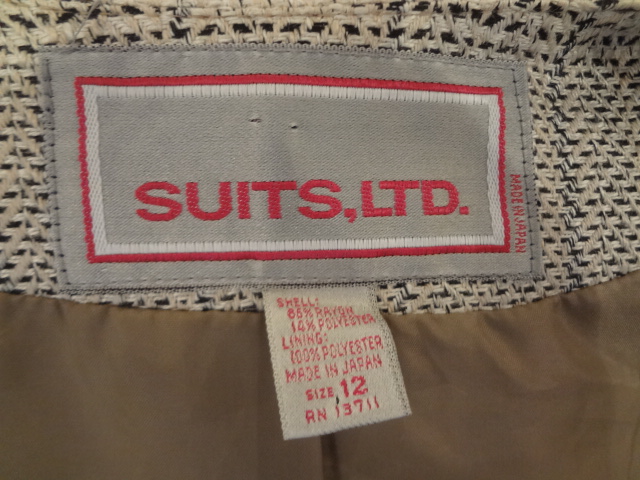 SUITS, LTD.
MADE IN JAPAN
SHELL:
86% RAYON
14% POLYESTER
LINING:
100% POLYESTER
MADE IN JAPAN
SIZE 12
RN 13711